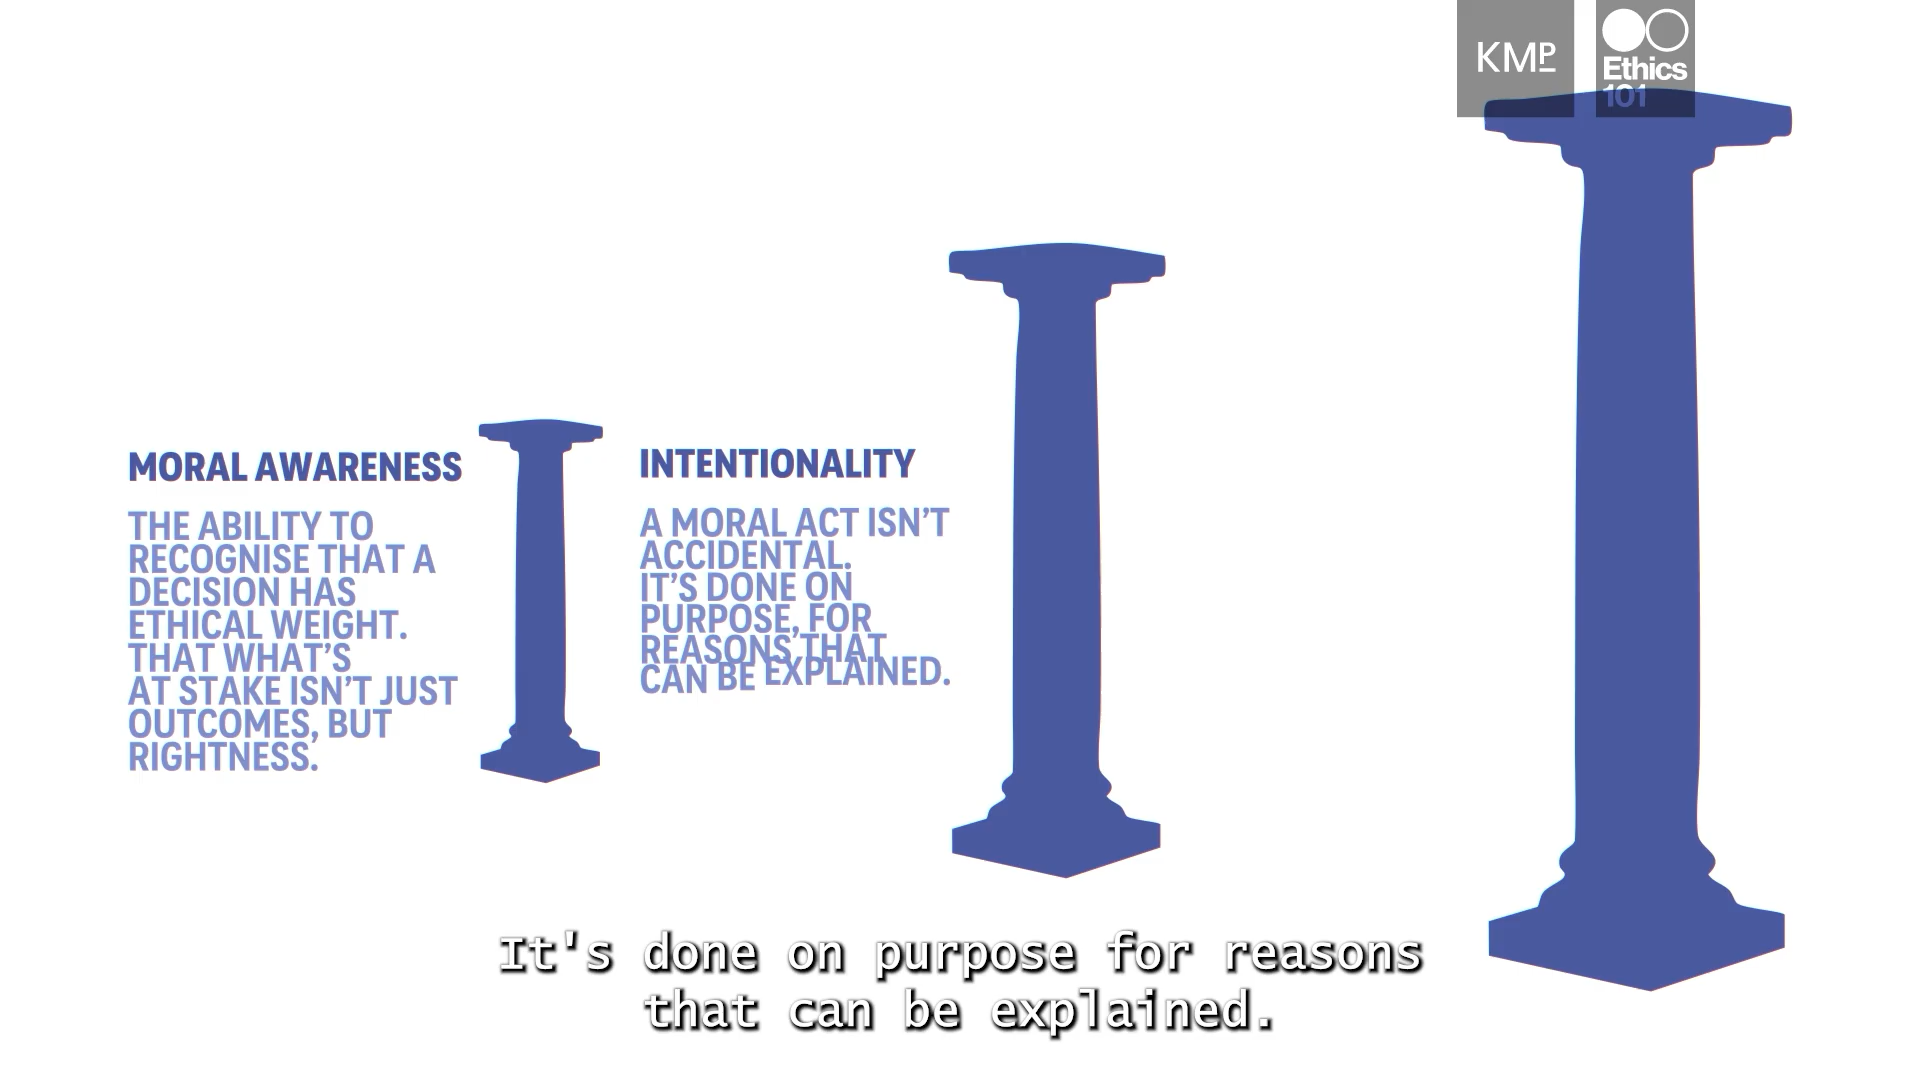 KMP
Ethics
101
MORAL AWARENESS
THE ABILITY TO
RECOGNISE THAT A
DECISION HAS
ETHICAL WEIGHT.
THAT WHAT’S
AT STAKE ISN’T JUST
OUTCOMES, BUT
RIGHTNESS.
INTENTIONALITY
A MORAL ACT ISN’T
ACCIDENTAL.
IT’S DONE ON
PURPOSE, FOR
REASONS THAT
CAN BE EXPLAINED.
It's done on purpose for reasons
that can be explained.